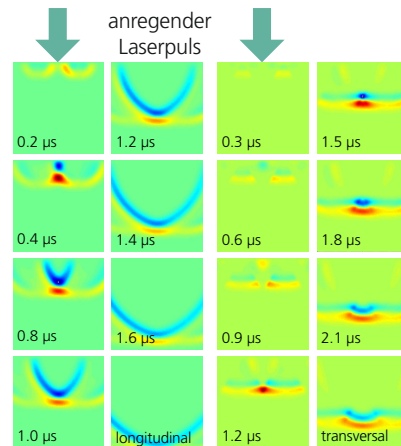 anregender
Laserpuls
0.2 µs
1.2 µs
0.3 µs
1.5 µs
0.4 µs
1.4 µs
0.6 µs
1.8 µs
0.8 µs
1.6 µs
0.9 µs
2.1 µs
1.0 µs
longitudinal
1.2 µs
transversal